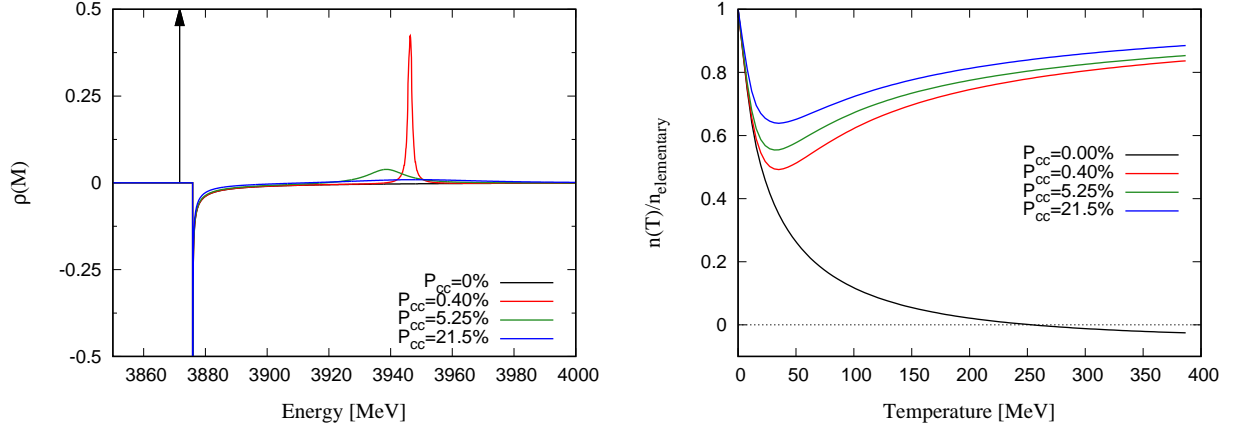 0.5
0.25
0
-0.25
-0.5
ρ(M)
P_cc=0%
P_cc=0.40%
P_cc=5.25%
P_cc=21.5%
3860 3880 3900 3920 3940 3960 3980 4000
Energy [MeV]
1
0.8
0.6
0.4
0.2
0
n(T)/n_elementary
P_cc=0.00%
P_cc=0.40%
P_cc=5.25%
P_cc=21.5%
0 50 100 150 200 250 300 350 400
Temperature [MeV]